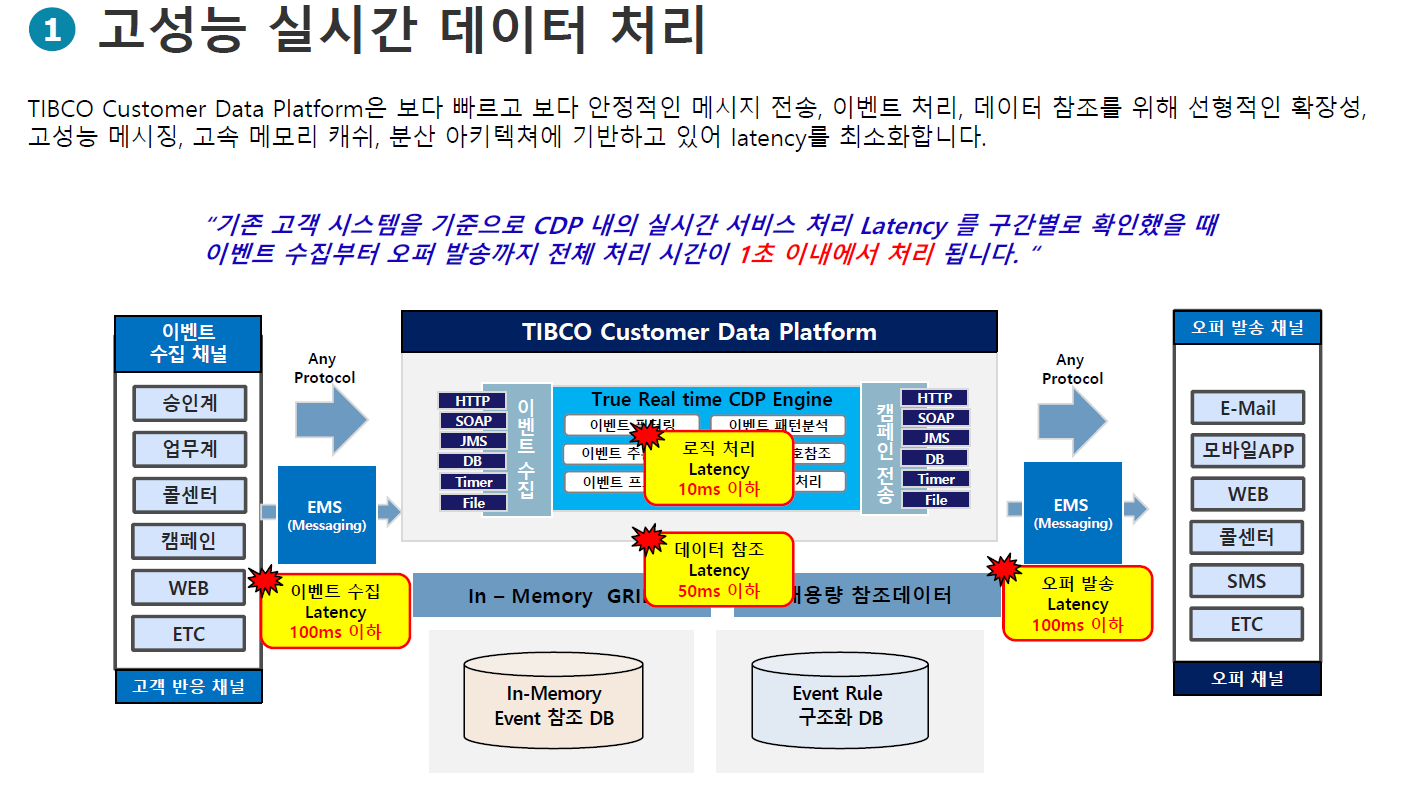 1 고성능 실시간 데이터 처리
TIBCO Customer Data Platform은 보다 빠르고 보다 안정적인 메시지 전송, 이벤트 처리, 데이터 참조를 위해 선형적인 확장성,
고성능 메시징, 고속 메모리 캐쉬, 분산 아키텍쳐에 기반하고 있어 latency를 최소화합니다.
“기존 고객 시스템을 기준으로 CDP 내의 실시간 서비스 처리 Latency 를 구간별로 확인했을 때
이벤트 수집부터 오퍼 발송까지 전체 처리 시간이 1초 이내에서 처리 됩니다. “
이벤트
수집 채널
승인계
업무계
콜센터
캠페인
WEB
ETC
고객 반응 채널
Any
Protocol
EMS
(Messaging)
이벤트 수집
Latency
100ms 이하
TIBCO Customer Data Platform
HTTP
SOAP
JMS
DB
Timer
File
이벤트 수집
True Real time CDP Engine
이벤트
이벤트 패턴분석
이벤트
참조
이벤트
처리
로직 처리
Latency
10ms 이하
캠페인 전송
HTTP
SOAP
JMS
DB
Timer
File
데이터 참조
Latency
50ms 이하
In – Memory
참조데이터
In-Memory
Event 참조 DB
Event Rule
구조화 DB
Any
Protocol
EMS
(Messaging)
오퍼 발송
Latency
100ms 이하
오퍼 발송 채널
E-Mail
모바일APP
WEB
콜센터
SMS
ETC
오퍼 채널